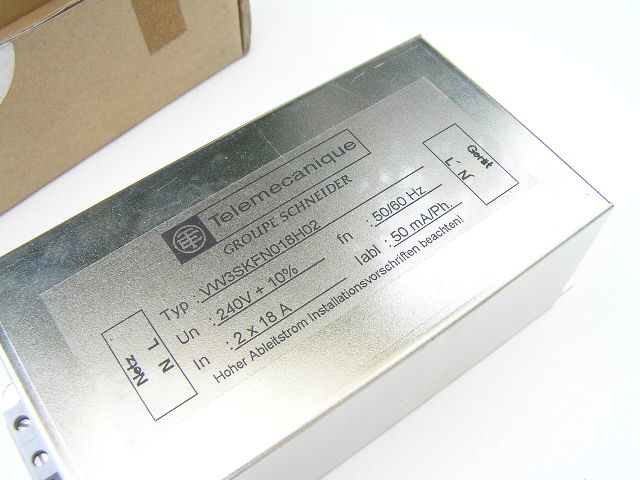 Telemecanique
GROUPE SCHNEIDER
Typ : VW3SKFN018H02
Un : 240V + 10% fn : 50/60 Hz
In : 2 x 18 A Iabl : 50 mA/Ph.
Hoher Ableitstrom Installationsvorschriften beachten!
Netz
L N
Gerät
L' N'